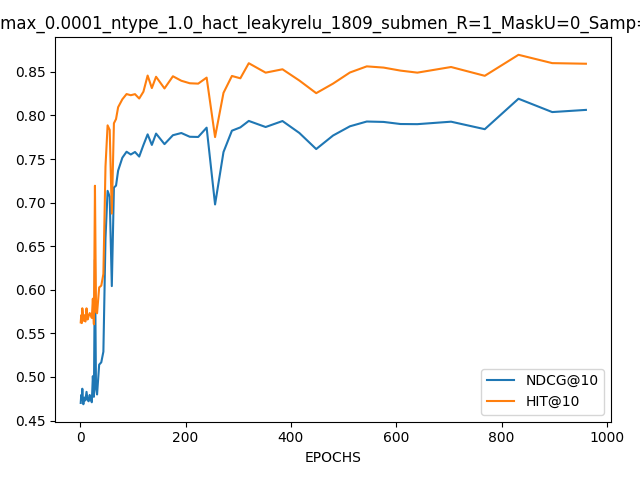 max_0.0001_ntype_1.0_hact_leakyrelu_1809_submen_R=1_MaskU=0_Samp=
0.85
0.80
0.75
0.70
0.65
0.60
0.55
0.50
0.45
NDCG@10
HIT@10
0 200 400 600 800 1000
EPOCHS